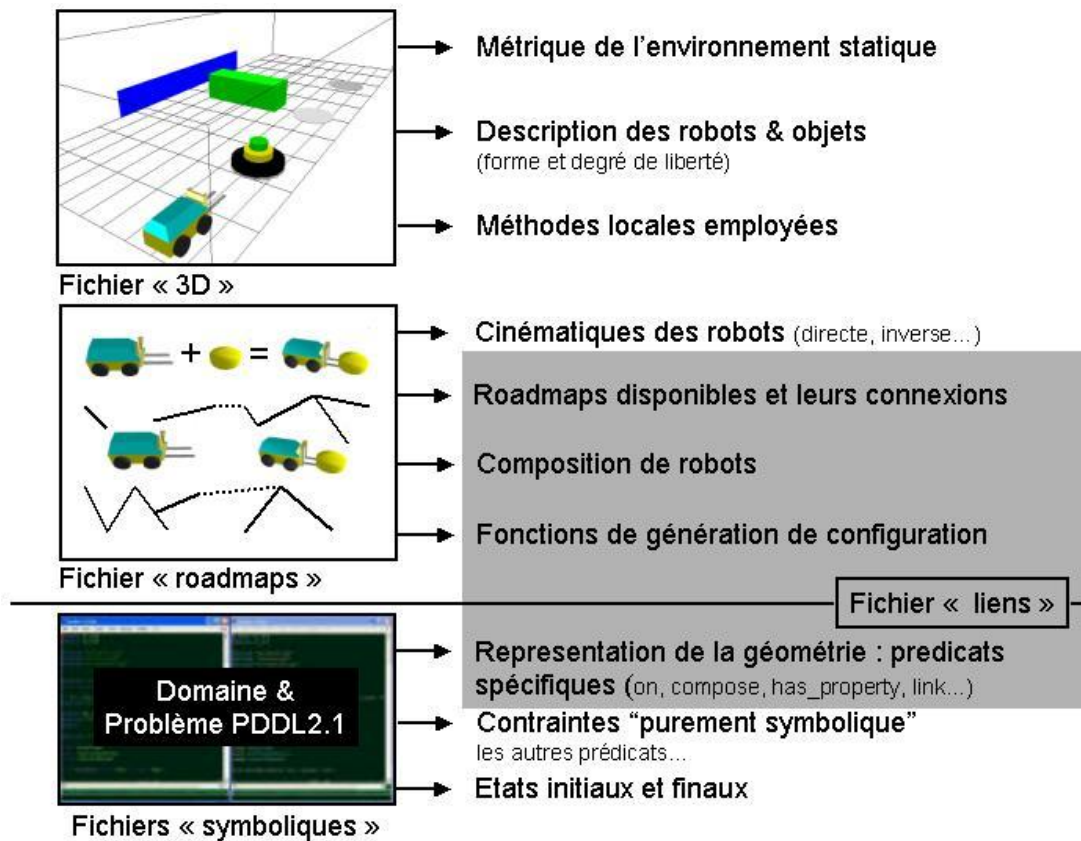 Métrique de l'environnement statique
Description des robots & objets
(forme et degré de liberté)
Méthodes locales employées
Fichier « 3D »
+ =
Cinématiques des robots (directe, inverse...)
Roadmaps disponibles et leurs connexions
Composition de robots
Fonctions de génération de configuration
Fichier « roadmaps »
Fichier « liens »
Domaine &
Problème PDDL2.1
Representation de la géométrie : predicats
spécifiques (on, compose, has_property, link...)
Contraintes “purement symbolique”
les autres prédicats...
Etats initiaux et finaux
Fichiers « symboliques »